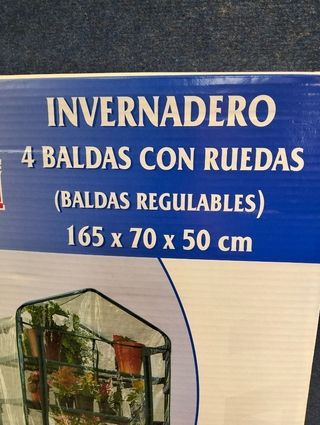 INVERNADERO
4 BALDAS CON RUEDAS
(BALDAS REGULABLES)
165 x 70 x 50 cm